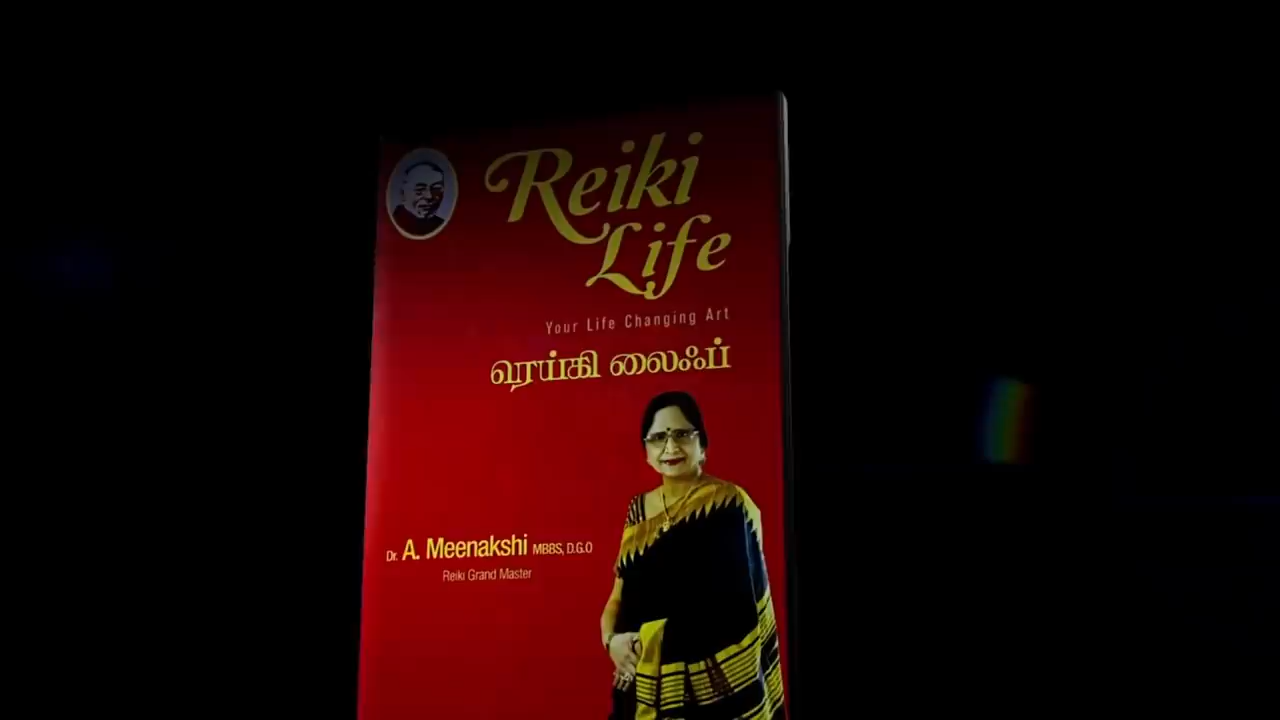 Reiki
Life
Your Life Changing Art
ரெய்கி லைஃப்
Dr. A. Meenakshi MBBS, D.G.O
Reiki Grand Master